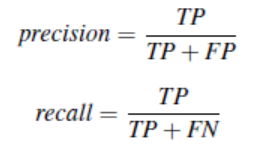 precision = TP / TP + FP
recall = TP / TP + FN